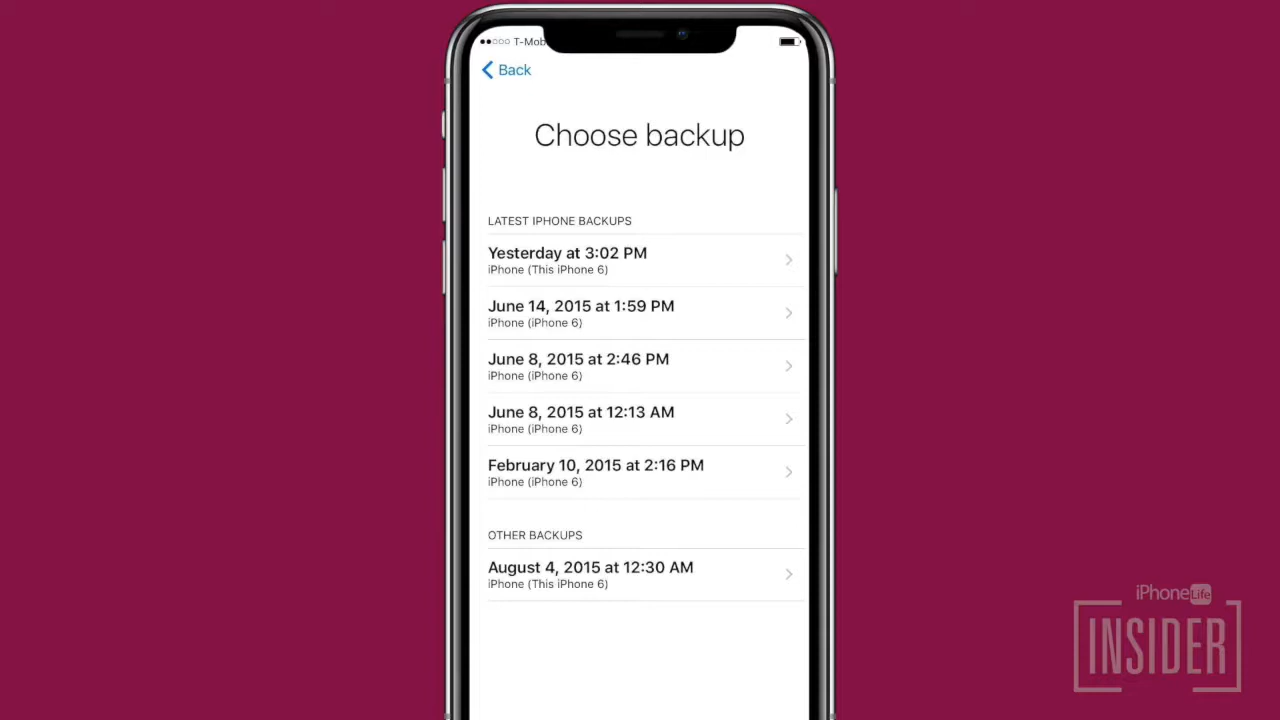 T-Mob
Back
Choose backup
LATEST IPHONE BACKUPS
Yesterday at 3:02 PM
iPhone (This iPhone 6)
June 14, 2015 at 1:59 PM
iPhone (iPhone 6)
June 8, 2015 at 2:46 PM
iPhone (iPhone 6)
June 8, 2015 at 12:13 AM
iPhone (iPhone 6)
February 10, 2015 at 2:16 PM
iPhone (iPhone 6)
OTHER BACKUPS
August 4, 2015 at 12:30 AM
iPhone (This iPhone 6)
iPhoneLife
INSIDER